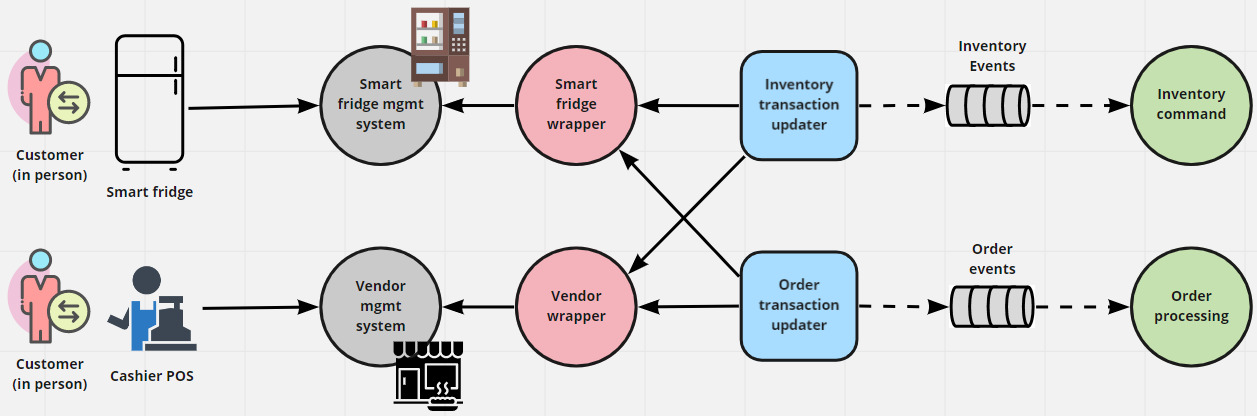 Customer
(in person)
Smart fridge
Smart
fridge mgmt
system
Smart
fridge
wrapper
Inventory
transaction
updater
Inventory
Events
Inventory
command
Customer
(in person)
Cashier POS
Vendor
mgmt
system
Vendor
wrapper
Order
transaction
updater
Order
events
Order
processing